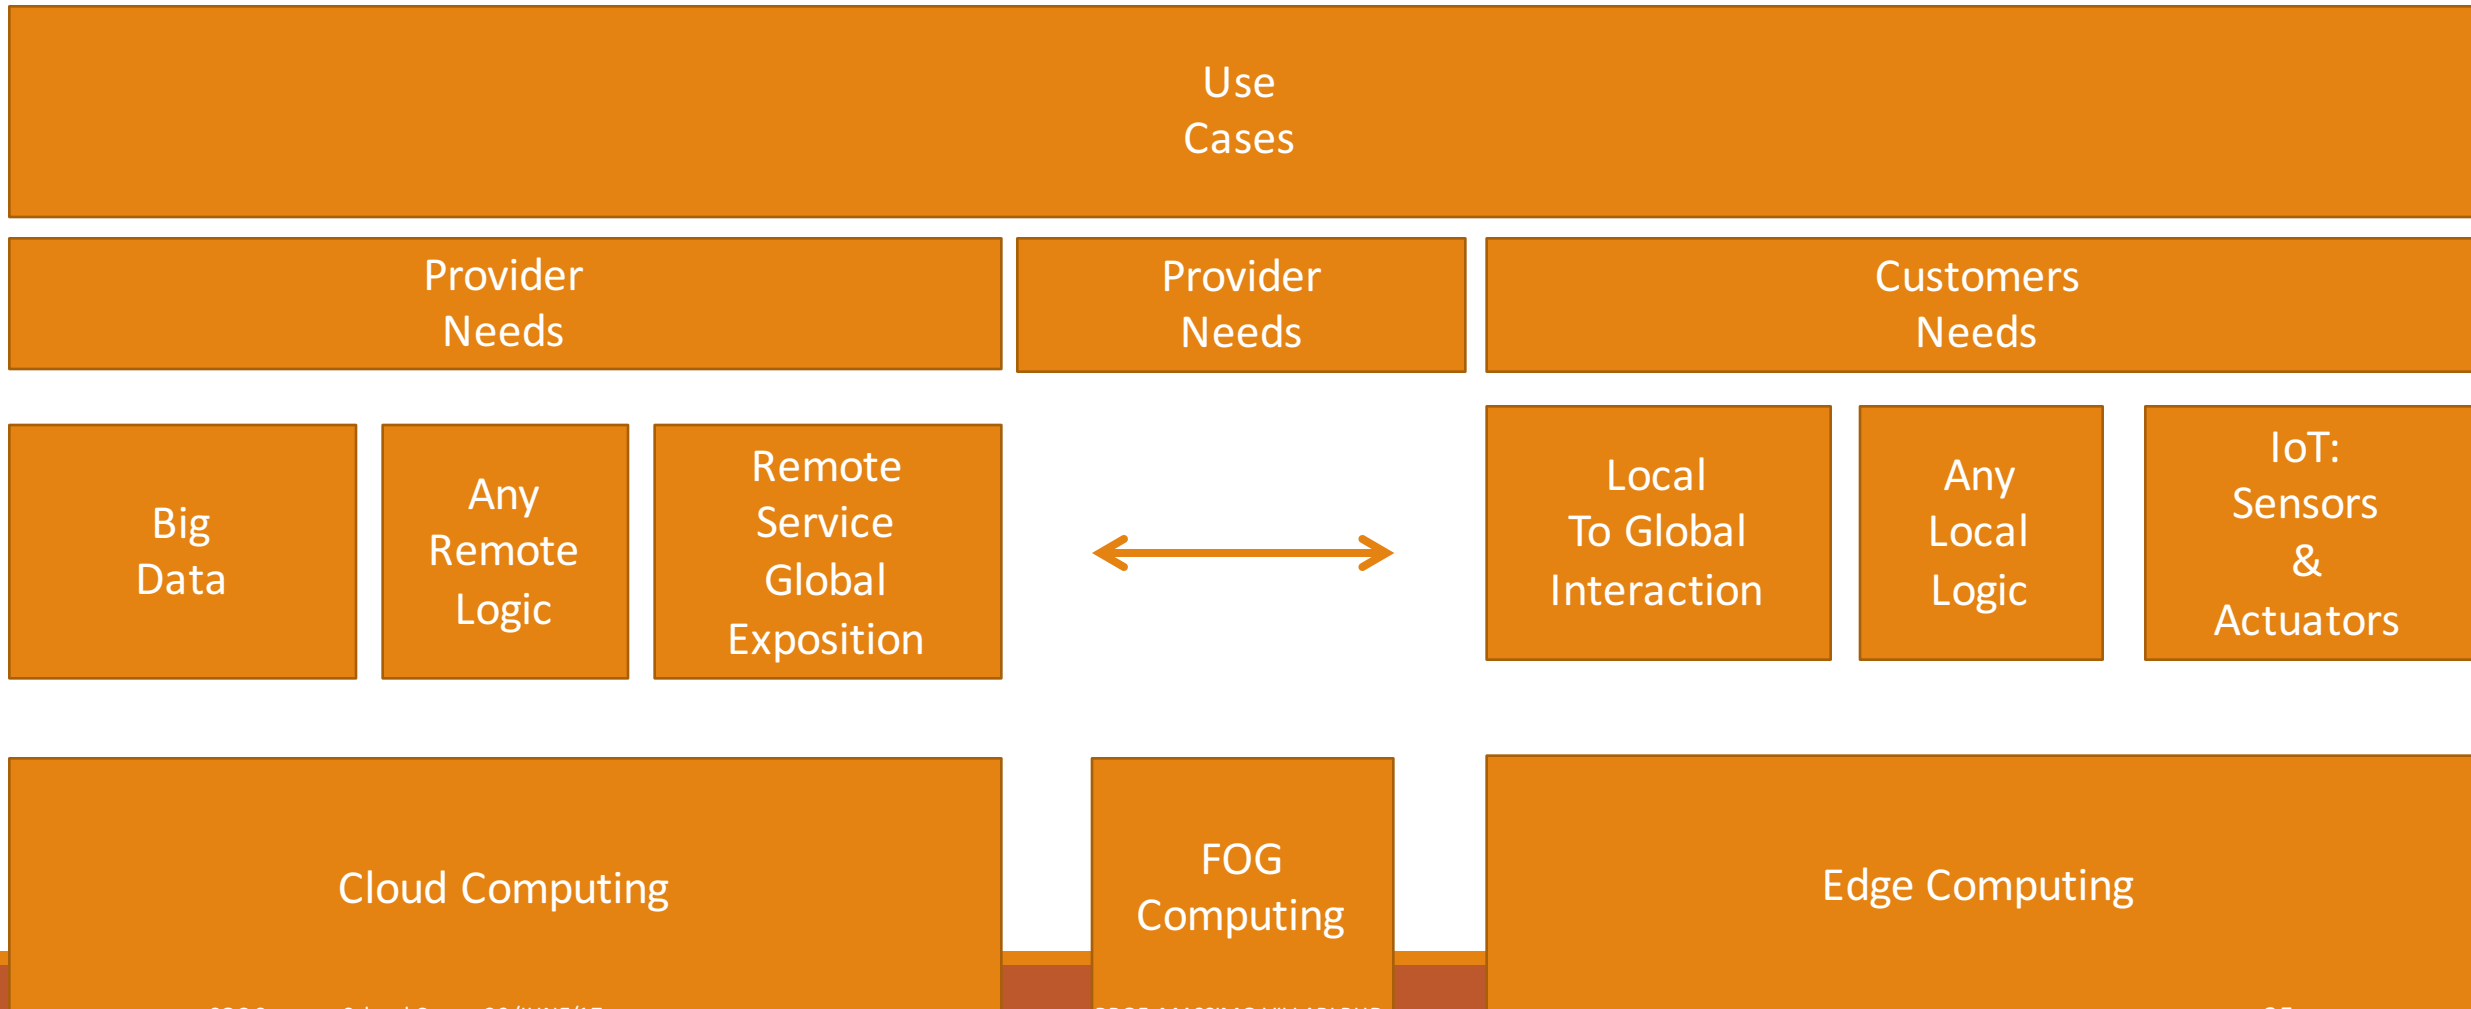 Use
Cases
Provider
Needs
Provider
Needs
Customers
Needs
Big
Data
Any
Remote
Logic
Remote
Service
Global
Exposition
Local
To Global
Interaction
Any
Local
Logic
IoT:
Sensors
&
Actuators
Cloud Computing
FOG
Computing
Edge Computing